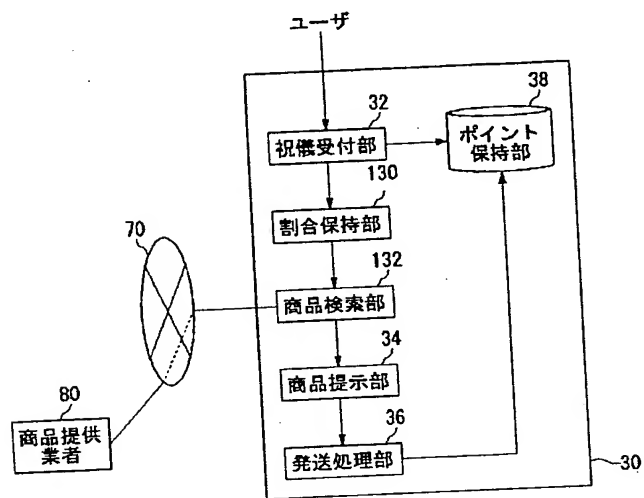 ユーザ
38
32
ポイント
保持部
祝儀受付部
130
割合保持部
70
132
商品検索部
34
商品提示部
80
36
商品提供
業者
発送処理部
30